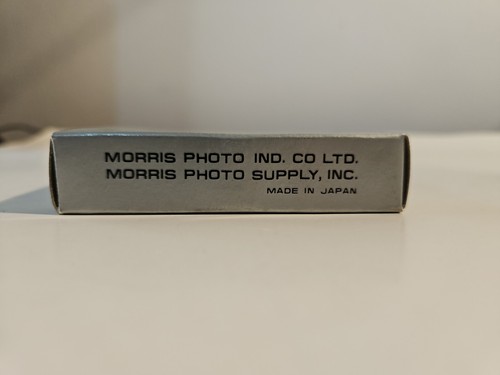 MORRIS PHOTO IND. CO LTD.
MORRIS PHOTO SUPPLY, INC.
MADE IN JAPAN